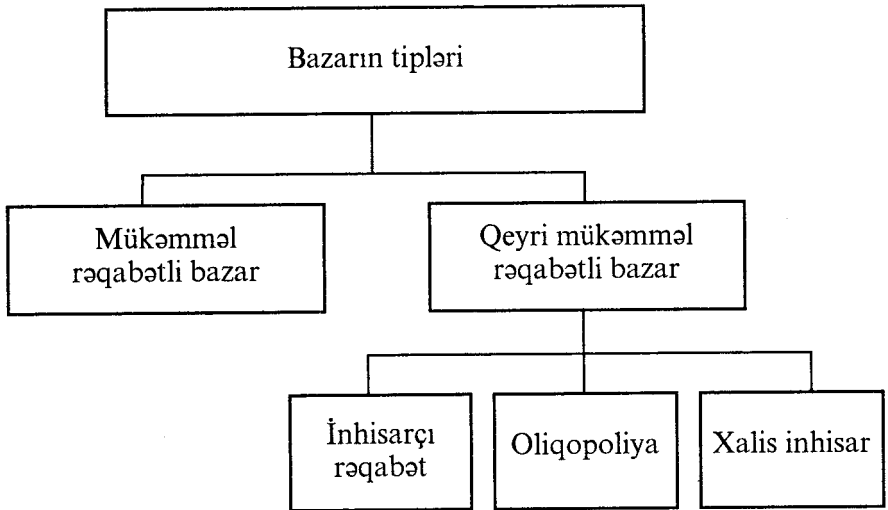 Bazarın tipləri
Mükəmməl
rəqabətli bazar
Qeyri mükəmməl
rəqabətli bazar
İnhisarçı
rəqabət
Oliqopoliya
Xalis inhisar